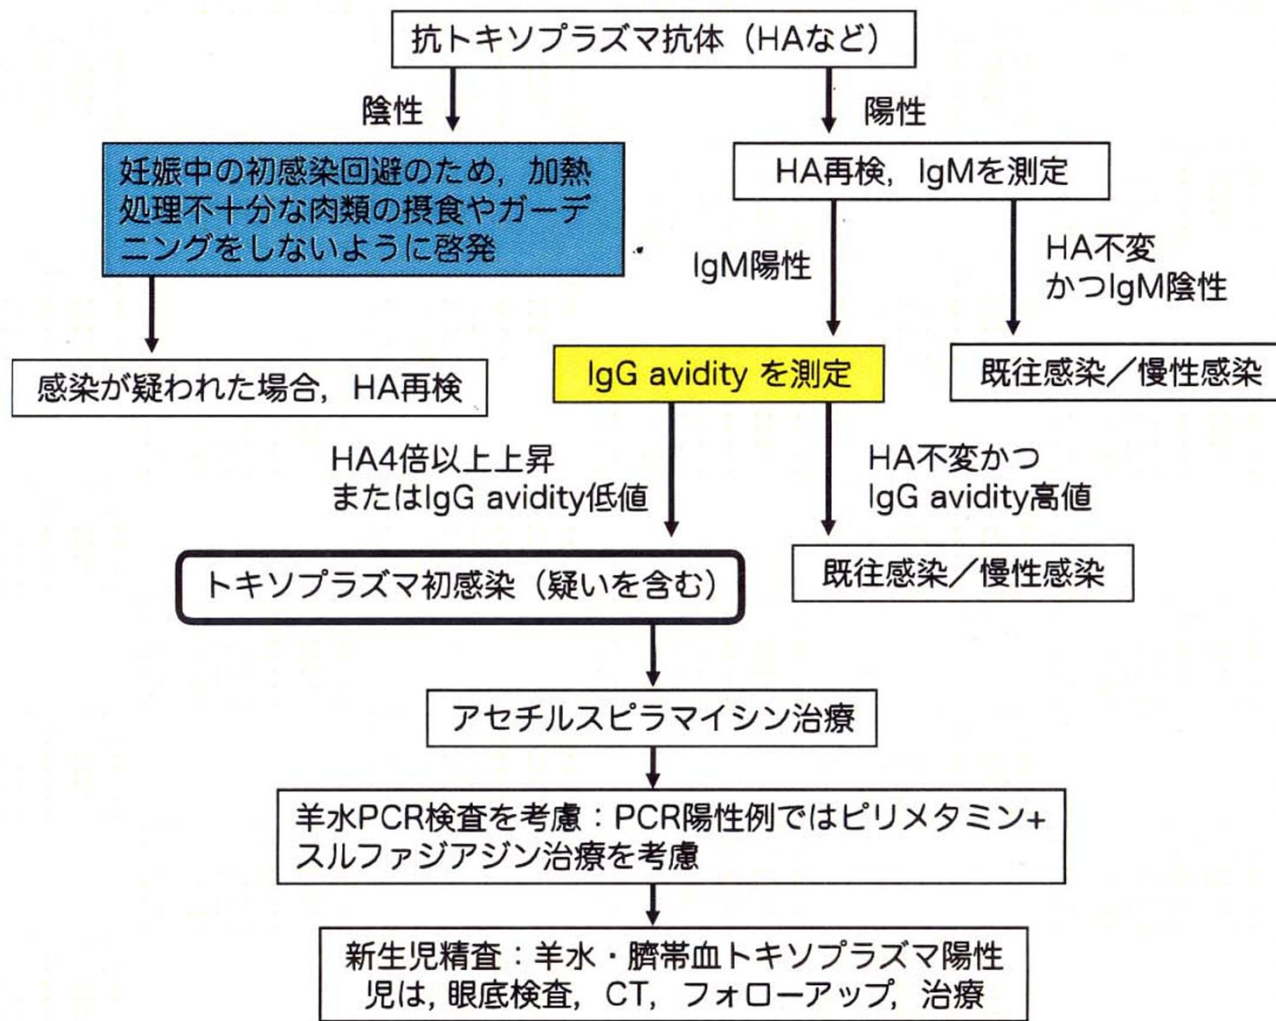 抗トキソプラズマ抗体（HAなど）
陰性
陽性
妊娠中の初感染回避のため，加熱
処理不十分な肉類の摂食やガーデ
ニングをしないように啓発
HA再検，IgMを測定
IgM陽性
HA不変
かつIgM陰性
感染が疑われた場合，HA再検
IgG avidity を測定
既往感染／慢性感染
HA4倍以上上昇
またはIgG avidity低値
HA不変かつ
IgG avidity高値
トキソプラズマ初感染（疑いを含む）
既往感染／慢性感染
アセチルスピラマイシン治療
羊水PCR検査を考慮：PCR陽性例ではピリメタミン+
スルファジアジン治療を考慮
新生児精査：羊水・臍帯血トキソプラズマ陽性
児は，眼底検査，CT，フォローアップ，治療